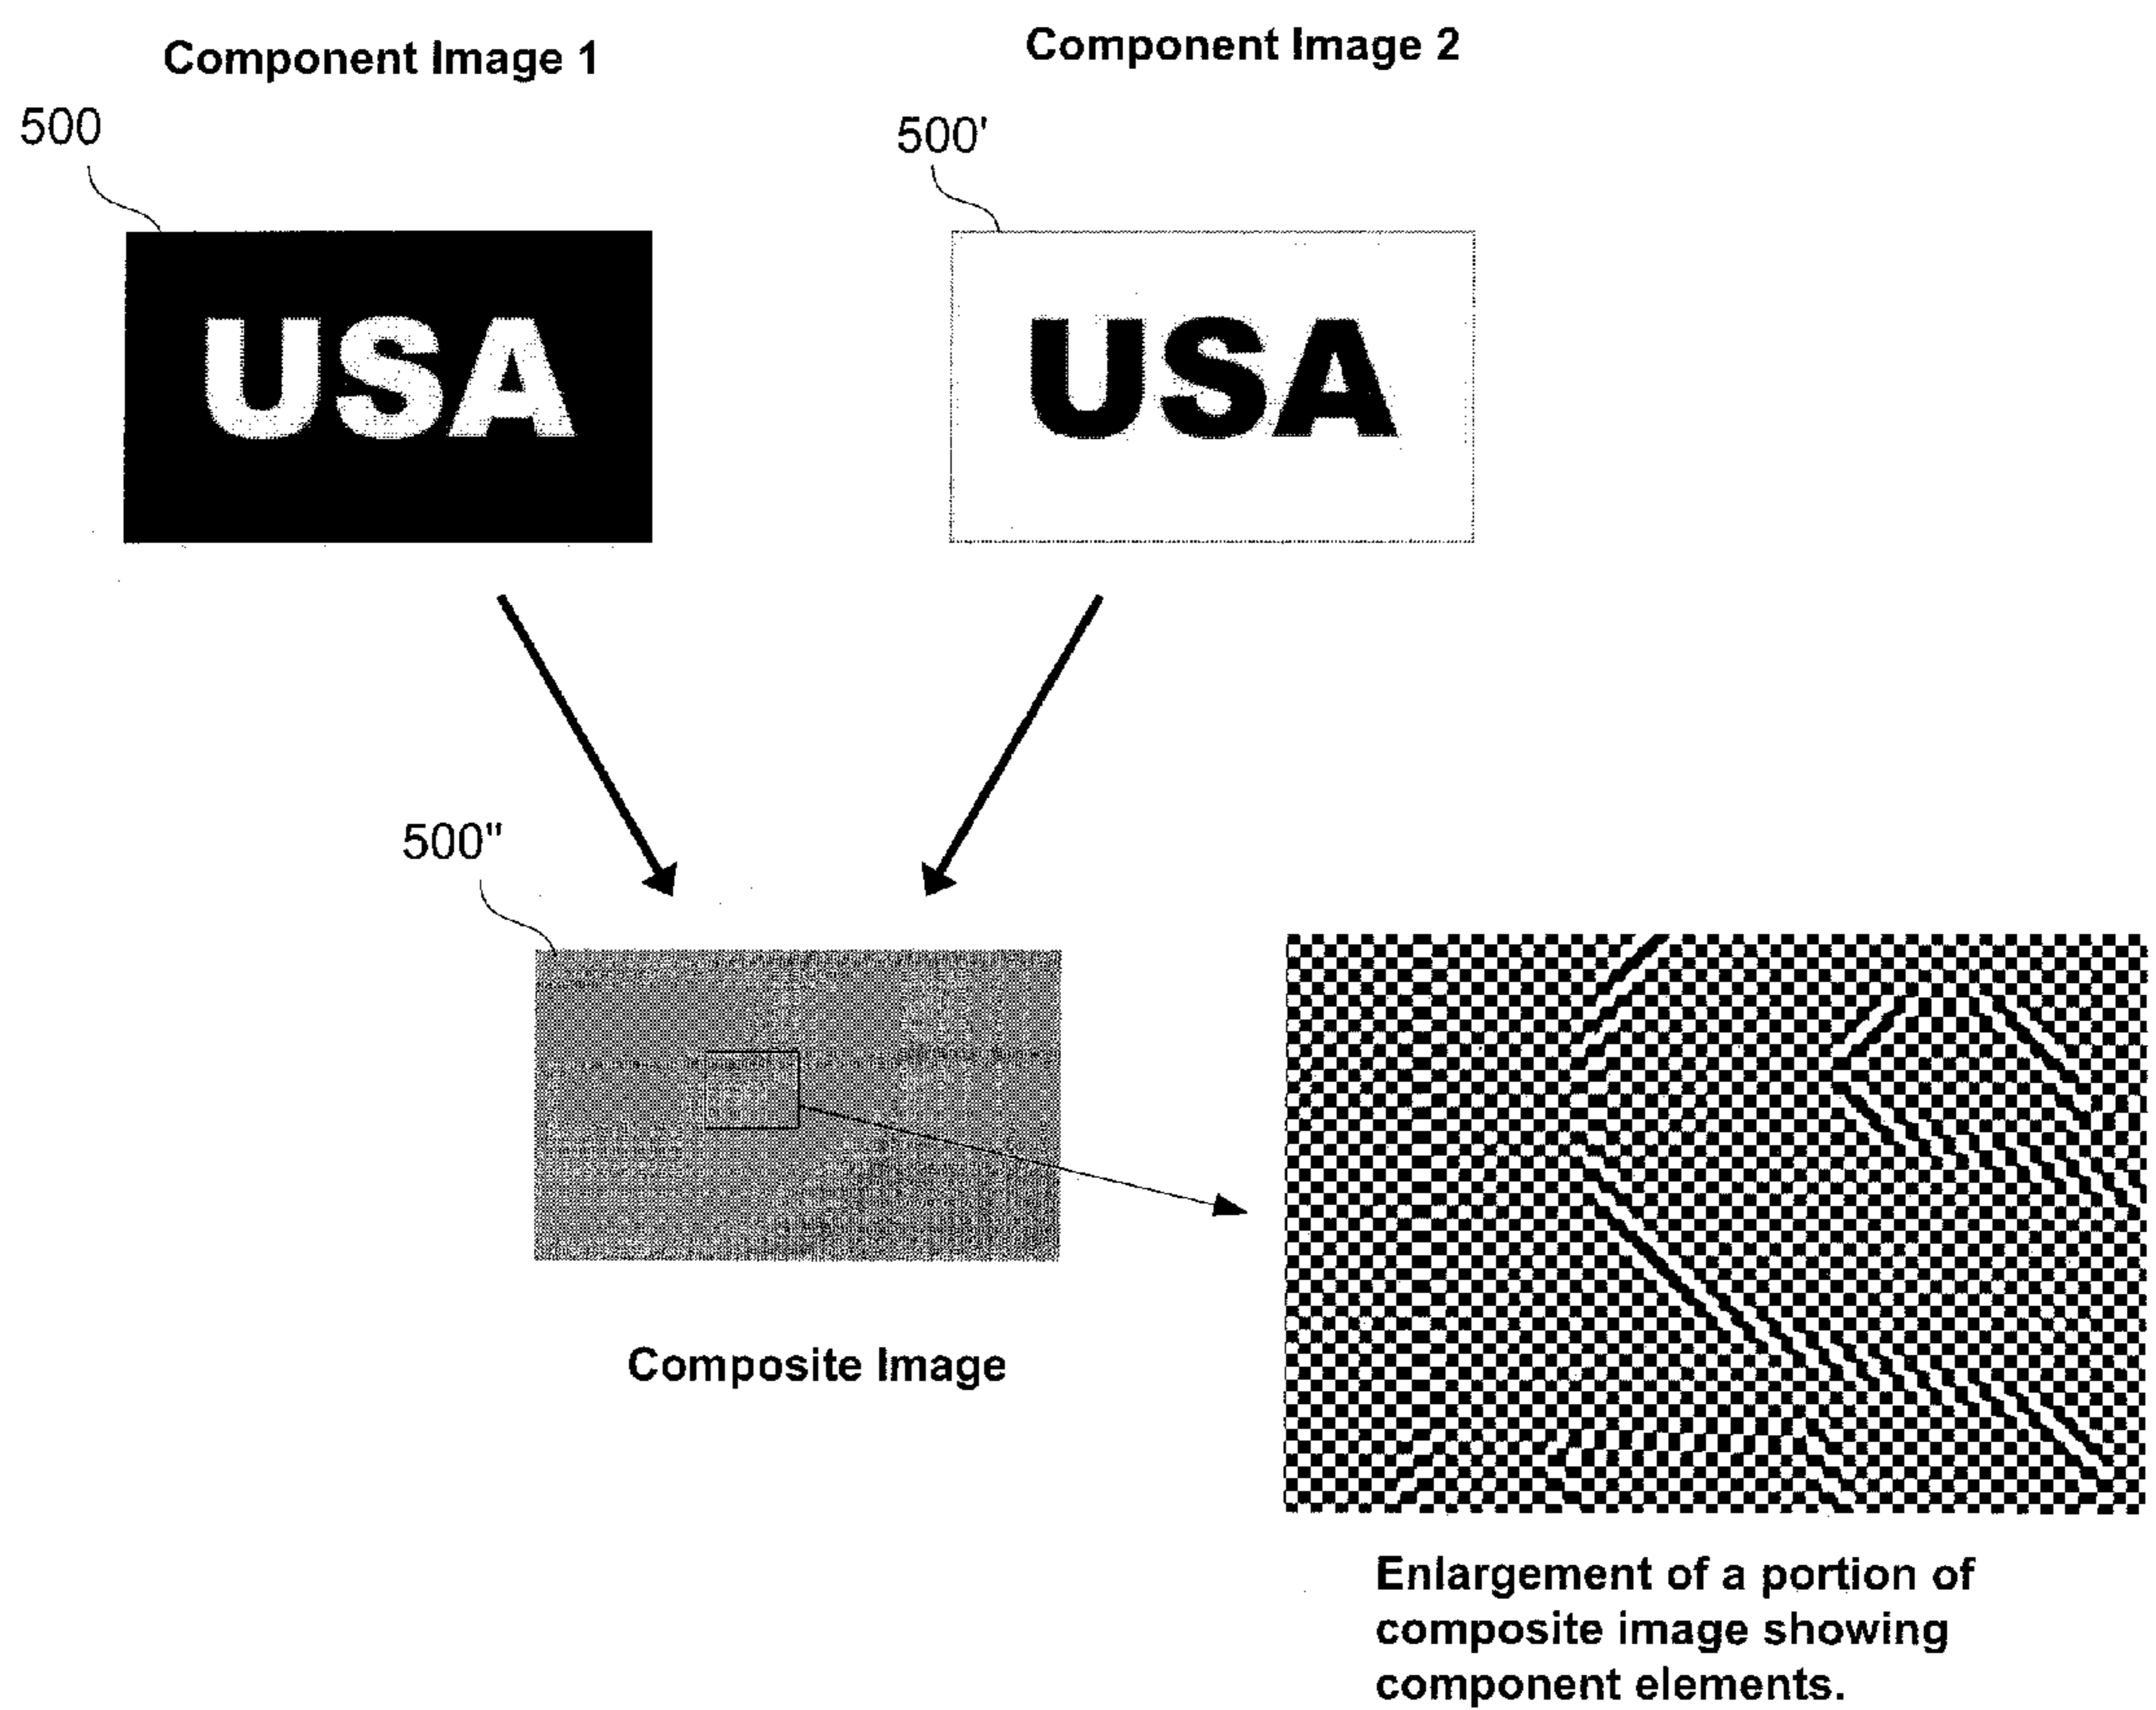 Component Image 1
Component Image 2
500
500'
USA
USA
500"
Composite Image
Enlargement of a portion of
composite image showing
component elements.